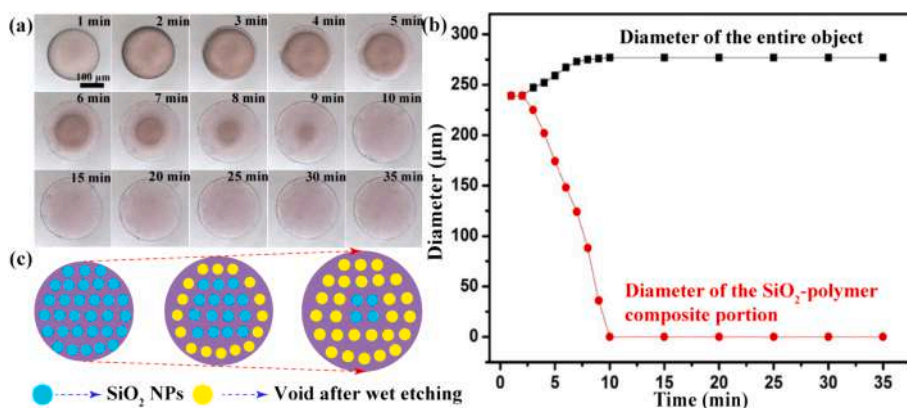 (a)
1 min 2 min 3 min 4 min 5 min
100 µm
6 min 7 min 8 min 9 min 10 min
15 min 20 min 25 min 30 min 35 min
(c)
SiO₂ NPs Void after wet etching
(b)
300
250
200
150
100
50
0
Diameter (µm)
Diameter of the entire object
Diameter of the SiO₂-polymer
composite portion
0 5 10 15 20 25 30 35
Time (min)